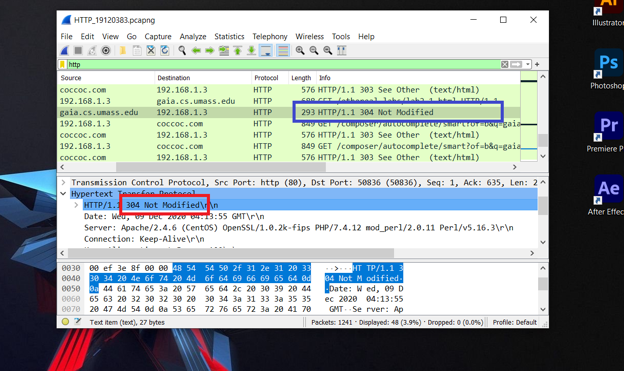 HTTP_19120383.pcapng
File Edit View Go Capture Analyze Statistics Telephony Wireless Tools Help
http
Source Destination Protocol Length Info
coccoc.com 192.168.1.3 HTTP 576 HTTP/1.1 303 See Other (text/html)
192.168.1.3 gaia.cs.umass.edu HTTP
gaia.cs.umass.edu 192.168.1.3 HTTP 293 HTTP/1.1 304 Not Modified
192.168.1.3 coccoc.com HTTP 849 GET /composer/autocomplete/smart?of=b&q=gaia
coccoc.com 192.168.1.3 HTTP 576 HTTP/1.1 303 See Other (text/html)
192.168.1.3 coccoc.com HTTP 849 GET /composer/autocomplete/smart?of=b&q=gaia
coccoc.com 192.168.1.3 HTTP 576 HTTP/1.1 303 See Other (text/html)
Transmission Control Protocol, Src Port: http (80), Dst Port: 50836 (50836), Seq: 1, Ack: 635, Len: 2
Hypertext Transfer Protocol
HTTP/1.1 304 Not Modified\r\n
Date: Wed, 09 Dec 2020 04:13:55 GMT\r\n
Server: Apache/2.4.6 (CentOS) OpenSSL/1.0.2k-fips PHP/7.4.12 mod_perl/2.0.11 Perl/v5.16.3\r\n
Connection: Keep-Alive\r\n
0030 00 ef 3e 8f 00 00 48 54 54 50 2f 31 2e 31 20 33 ··>···HT TP/1.1 3
0040 30 34 20 4e 6f 74 20 4d 6f 64 69 66 69 65 64 0d 04 Not M odified·
0050 0a 44 61 74 65 3a 20 57 65 64 2c 20 30 39 20 44 ·Date: W ed, 09 D
0060 65 63 20 32 30 32 30 20 30 34 3a 31 33 3a 35 35 ec 2020 04:13:55
0070 20 47 4d 54 0d 0a 53 65 72 76 65 72 3a 20 41 70 GMT··Se rver: Ap
Text item (text), 27 bytes Packets: 1241 · Displayed: 48 (3.9%) · Dropped: 0 (0.0%) Profile: Default
Ai
Illustrator
Ps
Photoshop
Pr
Premiere P
Ae
After Effec